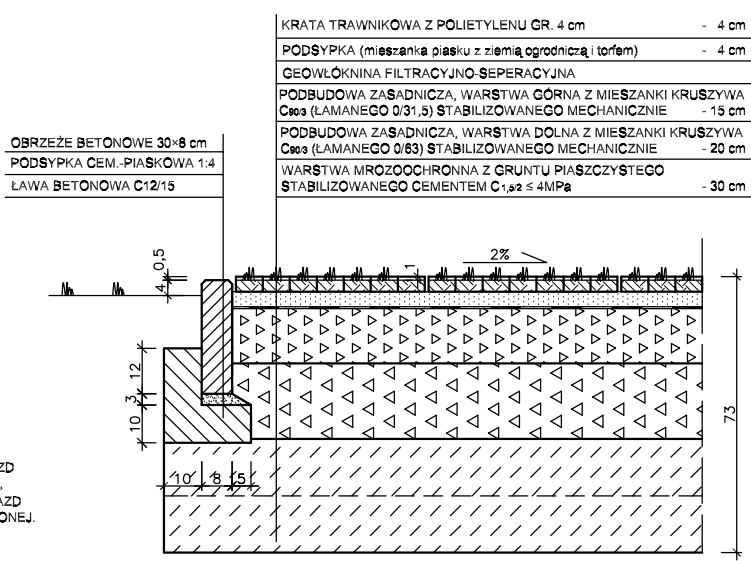 KRATA TRAWNIKOWA Z POLIETYLENU GR. 4 cm - 4 cm
PODSYPKA (mieszanka piasku z ziemią ogrodniczą i torfem) - 4 cm
GEOWŁÓKNINA FILTRACYJNO-SEPERACYJNA
PODBUDOWA ZASADNICZA, WARSTWA GÓRNA Z MIESZANKI KRUSZYWA
C90/3 (ŁAMANEGO 0/31,5) STABILIZOWANEGO MECHANICZNIE - 15 cm
PODBUDOWA ZASADNICZA, WARSTWA DOLNA Z MIESZANKI KRUSZYWA
C90/3 (ŁAMANEGO 0/63) STABILIZOWANEGO MECHANICZNIE - 20 cm
WARSTWA MROZOOCHRONNA Z GRUNTU PIASZCZYSTEGO
STABILIZOWANEGO CEMENTEM C1,5/2 ≤ 4MPa - 30 cm
OBRZEŻE BETONOWE 30×8 cm
PODSYPKA CEM.-PIASKOWA 1:4
ŁAWA BETONOWA C12/15
2%
0,5
4
1
12
3
10
73
10 8 5
ZD
AZD
ONEJ.